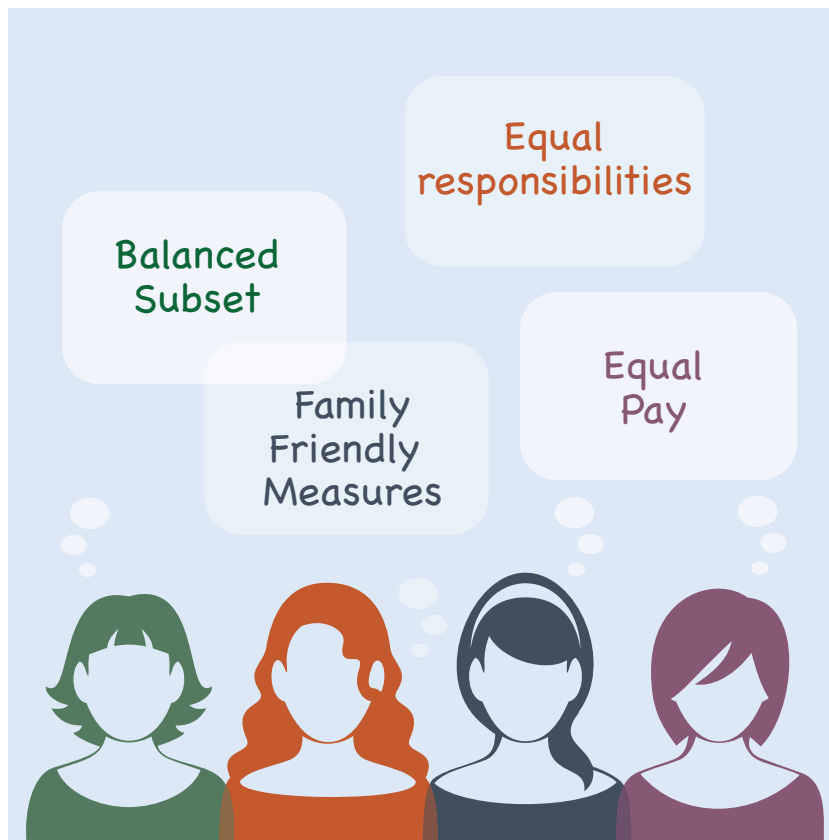 Equal
responsibilities
Balanced
Subset
Equal
Pay
Family
Friendly
Measures